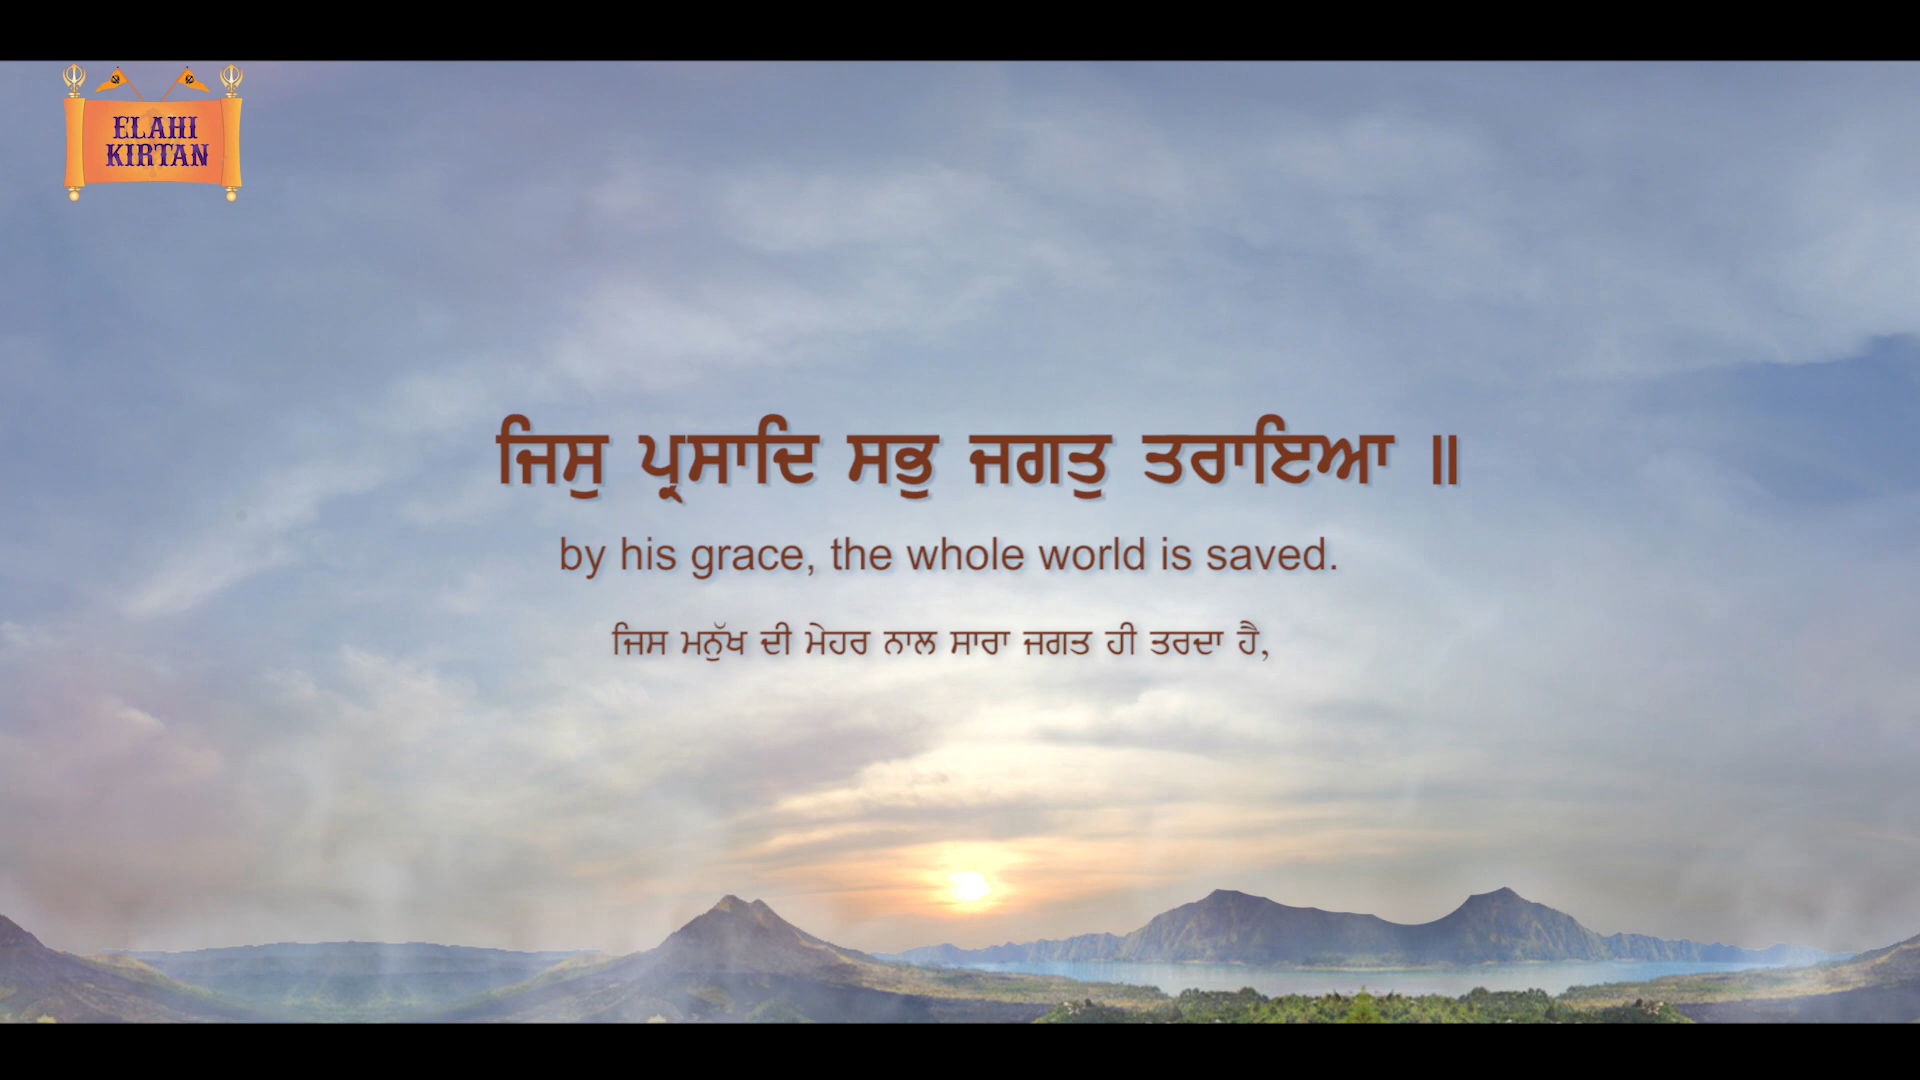 ELAHI
KIRTAN
ਜਿਸੁ ਪ੍ਰਸਾਦਿ ਸਭੁ ਜਗਤੁ ਤਰਾਇਆ ॥
by his grace, the whole world is saved.
ਜਿਸ ਮਨੁੱਖ ਦੀ ਮੇਹਰ ਨਾਲ ਸਾਰਾ ਜਗਤ ਹੀ ਤਰਦਾ ਹੈ,